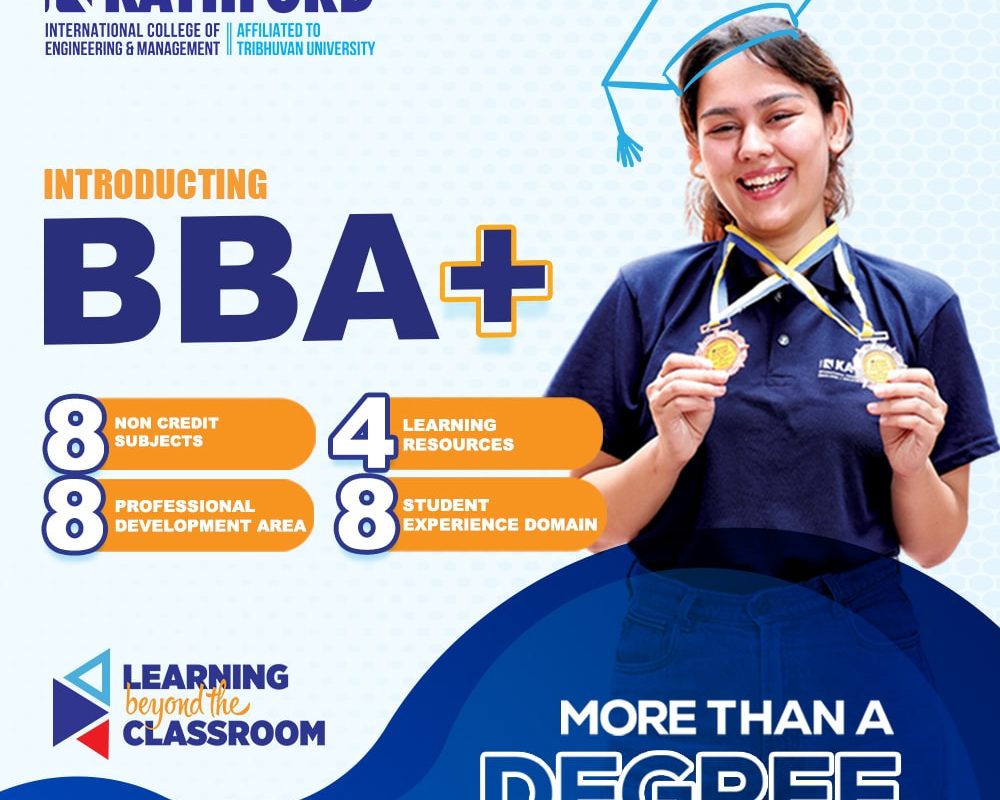 KATHFORD
INTERNATIONAL COLLEGE OF
ENGINEERING & MANAGEMENT
AFFILIATED TO
TRIBHUVAN UNIVERSITY
INTRODUCTING
BBA+
8 NON CREDIT
SUBJECTS
4 LEARNING
RESOURCES
8 PROFESSIONAL
DEVELOPMENT AREA
8 STUDENT
EXPERIENCE DOMAIN
LEARNING
beyond the
CLASSROOM
MORE THAN A
DEGREE